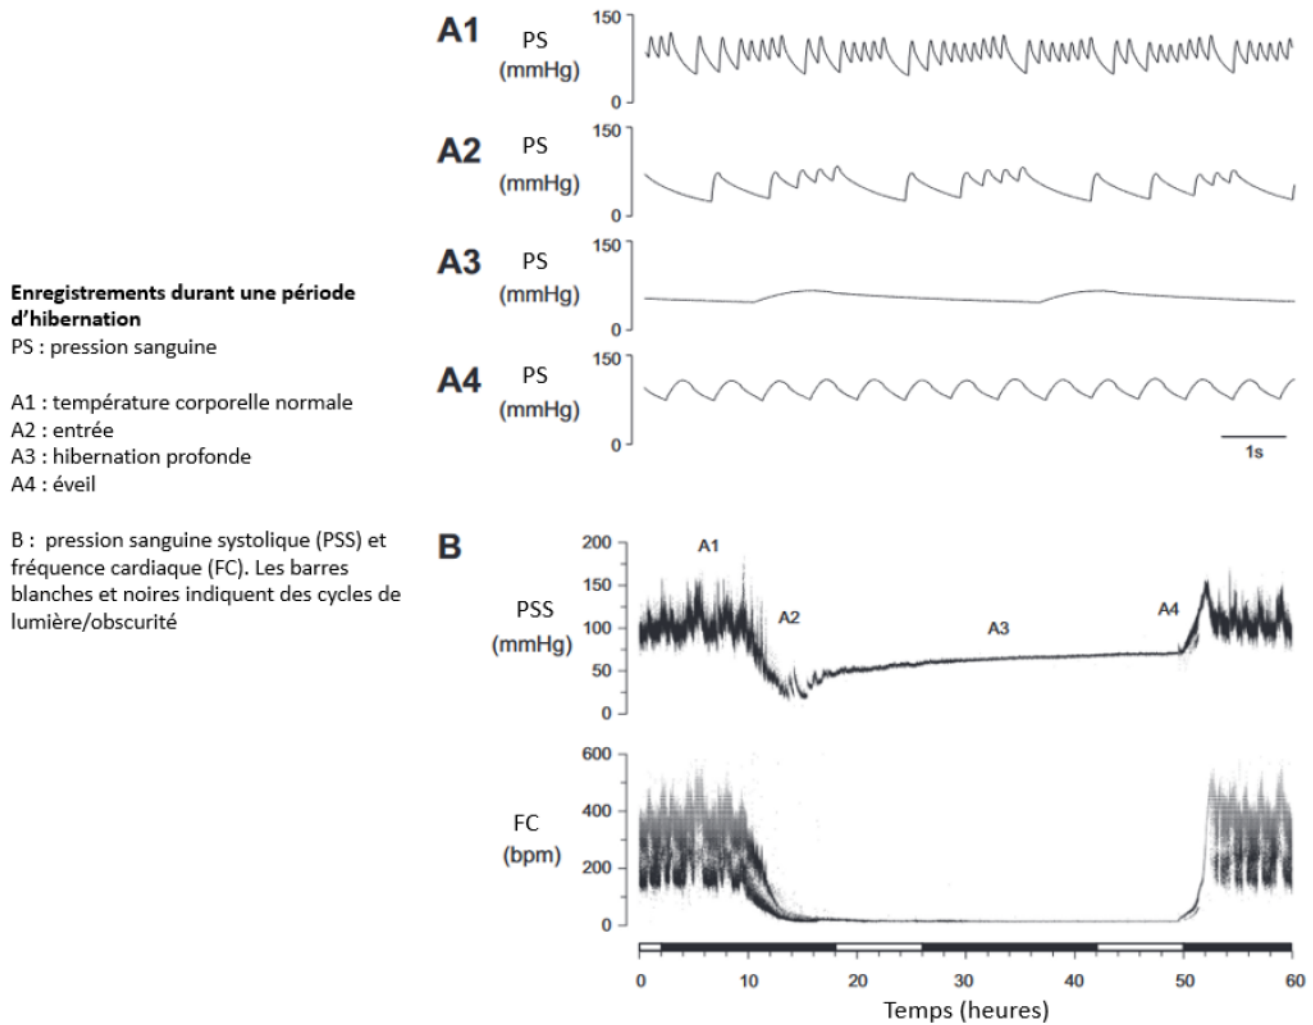 Enregistrements durant une période
d'hibernation
PS : pression sanguine
A1 : température corporelle normale
A2 : entrée
A3 : hibernation profonde
A4 : éveil
B :  pression sanguine systolique (PSS) et
fréquence cardiaque (FC). Les barres
blanches et noires indiquent des cycles de
lumière/obscurité
A1
PS
(mmHg)
150
0
A2
PS
(mmHg)
150
0
A3
PS
(mmHg)
150
0
A4
PS
(mmHg)
150
0
1s
B
PSS
(mmHg)
200
150
100
50
0
A1
A2
A3
A4
FC
(bpm)
600
400
200
0
0 10 20 30 40 50 60
Temps (heures)